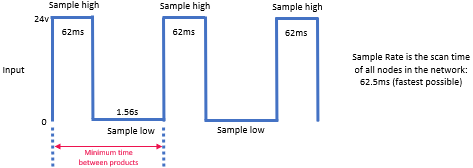 Sample high
Sample high
Sample high
24v
62ms
62ms
62ms
Sample Rate is the scan time
of all nodes in the network:
62.5ms (fastest possible)
Input
1.56s
0
Sample low
Sample low
Minimum time
between products